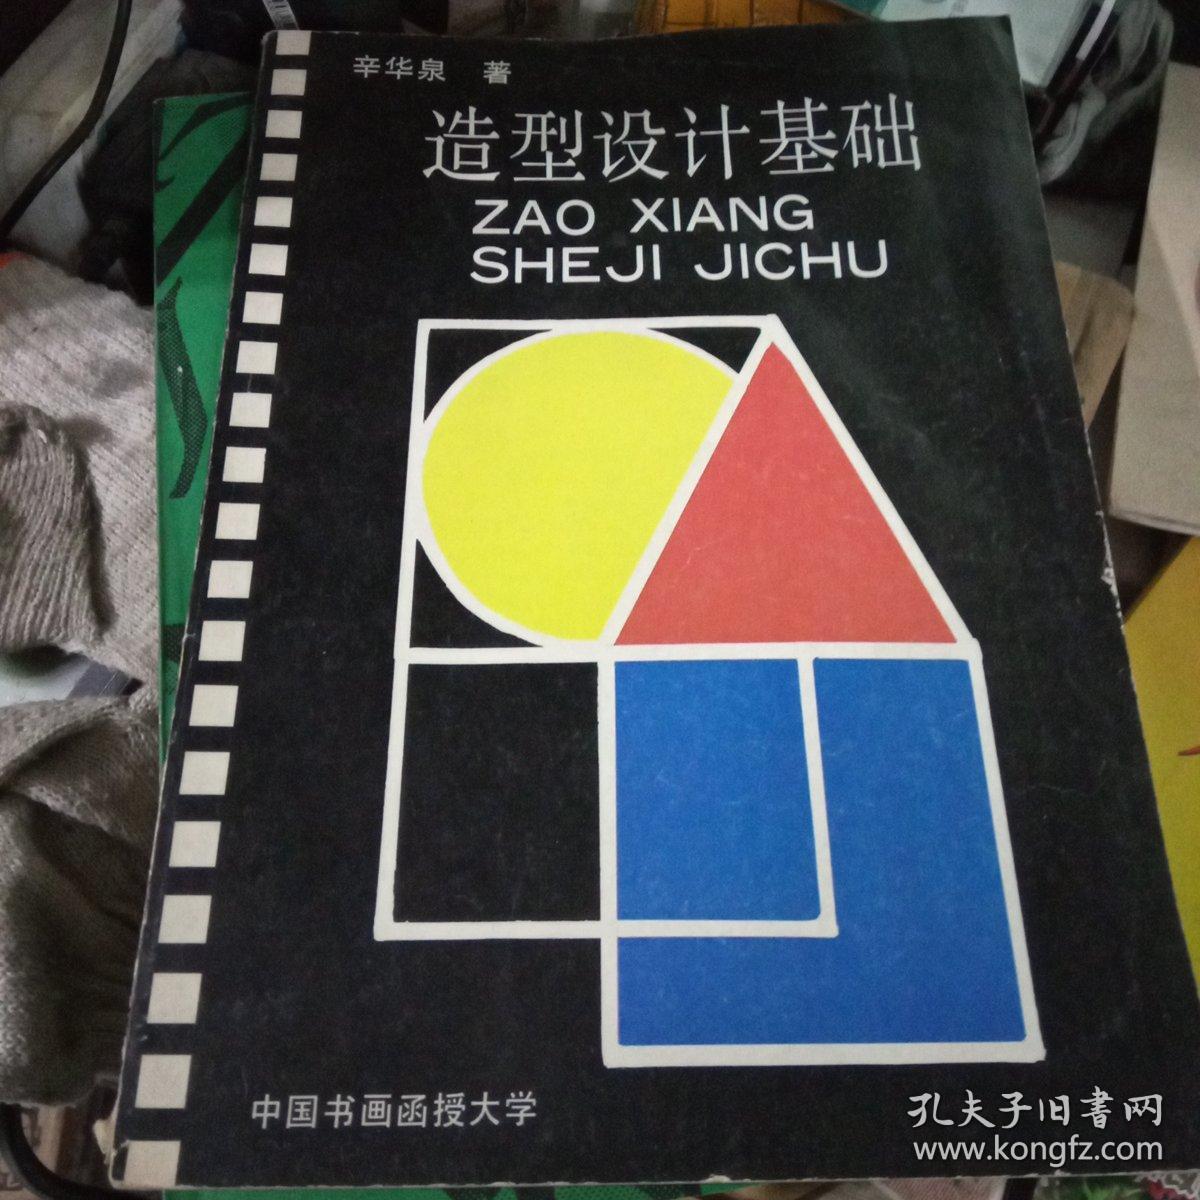 辛华泉 著
造型设计基础
ZAO XIANG
SHEJI JICHU
中国书画函授大学
孔夫子旧書网
www.kongfz.com